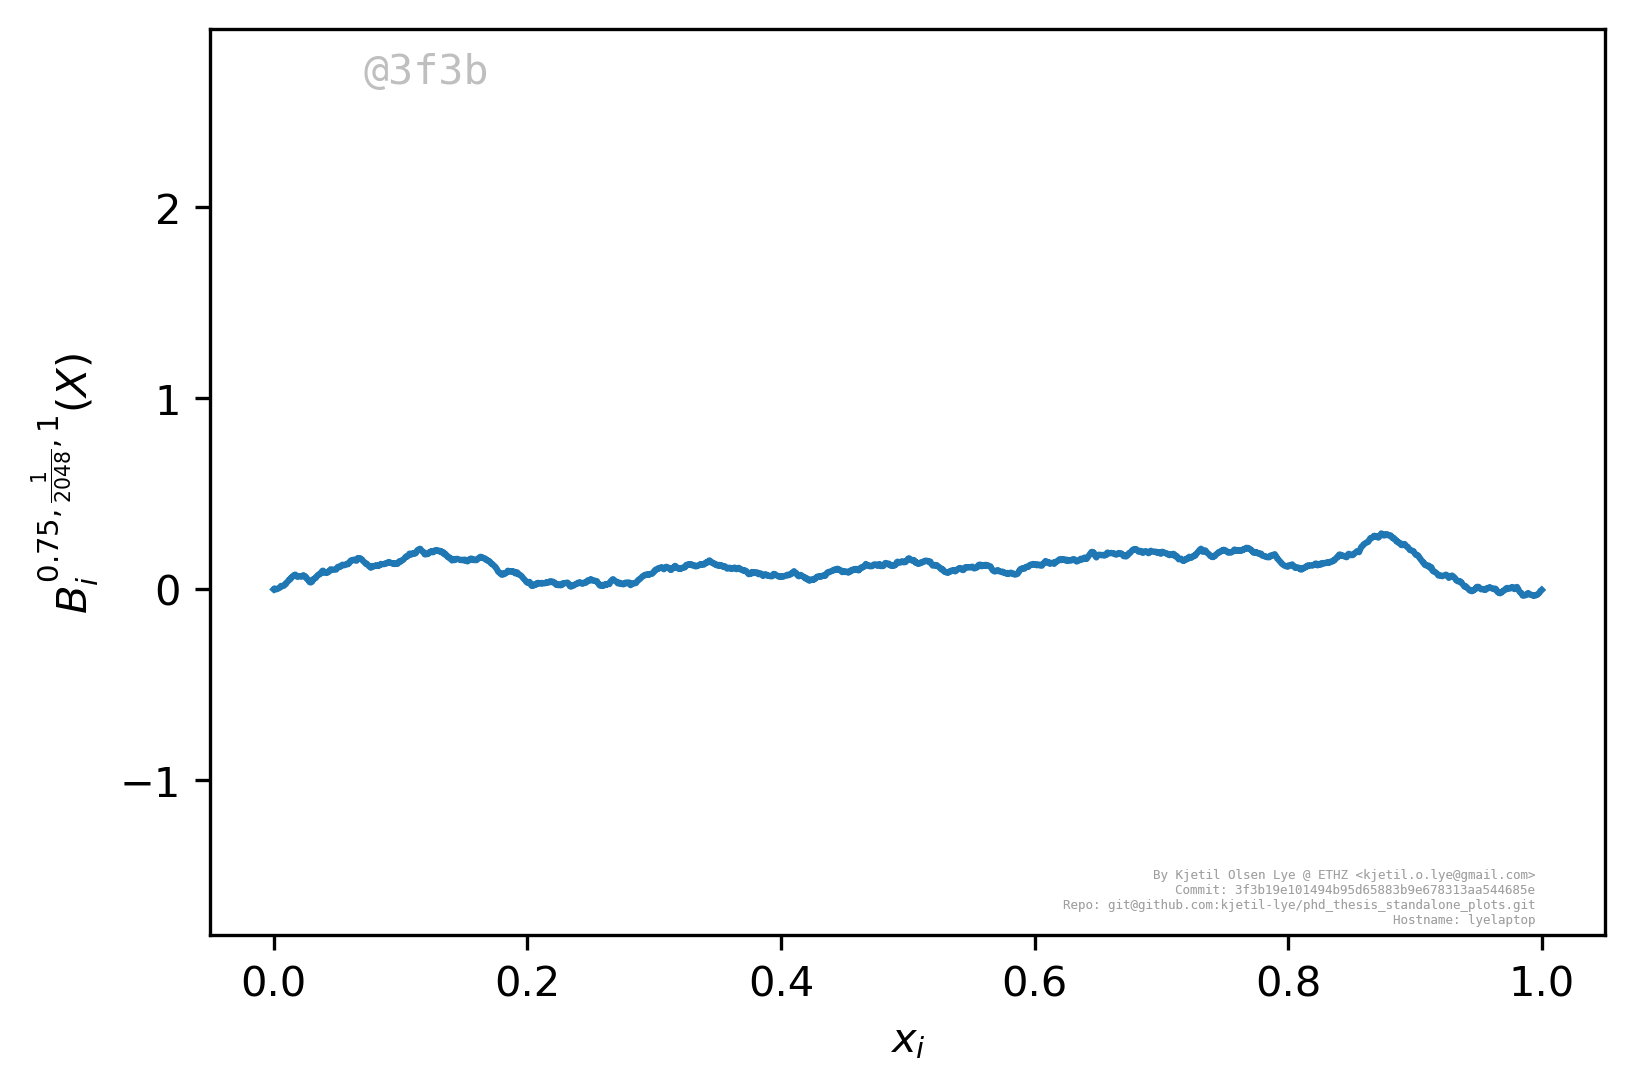 @3f3b
2
1
0
−1
B_i^{0.75, \frac{1}{2048}, 1}(X)
By Kjetil Olsen Lye @ ETHZ <kjetil.o.lye@gmail.com>
Commit: 3f3b19e101494b95d65883b9e678313aa544685e
Repo: git@github.com:kjetil-lye/phd_thesis_standalone_plots.git
Hostname: lyelaptop
0.0 0.2 0.4 0.6 0.8 1.0
x_i